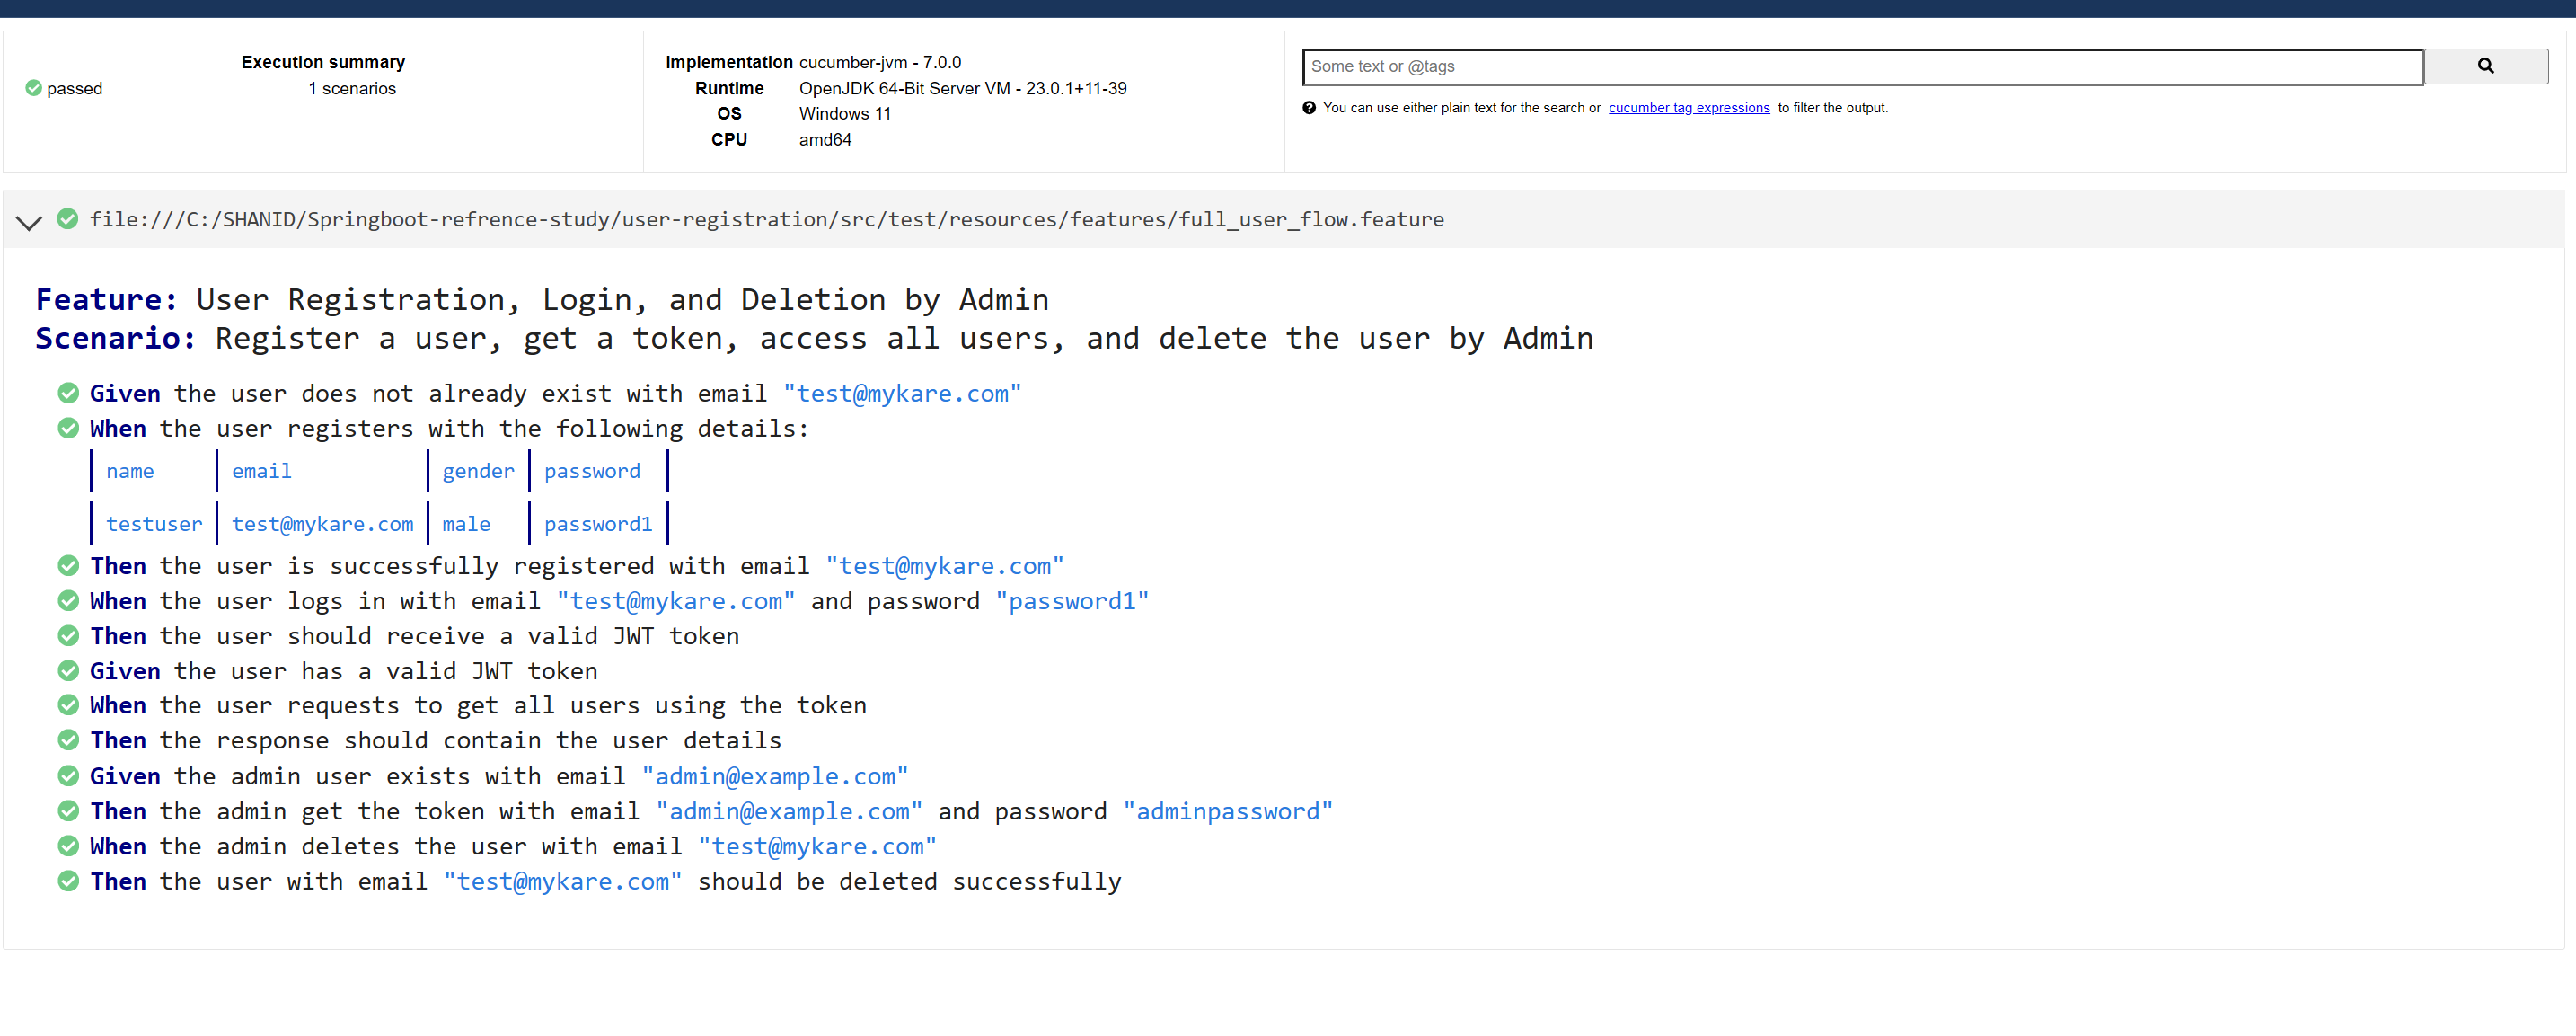 Execution summary
passed 1 scenarios
Implementation cucumber-jvm - 7.0.0
Runtime OpenJDK 64-Bit Server VM - 23.0.1+11-39
OS Windows 11
CPU amd64
Some text or @tags
You can use either plain text for the search or cucumber tag expressions to filter the output.
file:///C:/SHANID/Springboot-refrence-study/user-registration/src/test/resources/features/full_user_flow.feature
Feature: User Registration, Login, and Deletion by Admin
Scenario: Register a user, get a token, access all users, and delete the user by Admin
Given the user does not already exist with email "test@mykare.com"
When the user registers with the following details:
name email gender password
testuser test@mykare.com male password1
Then the user is successfully registered with email "test@mykare.com"
When the user logs in with email "test@mykare.com" and password "password1"
Then the user should receive a valid JWT token
Given the user has a valid JWT token
When the user requests to get all users using the token
Then the response should contain the user details
Given the admin user exists with email "admin@example.com"
Then the admin get the token with email "admin@example.com" and password "adminpassword"
When the admin deletes the user with email "test@mykare.com"
Then the user with email "test@mykare.com" should be deleted successfully